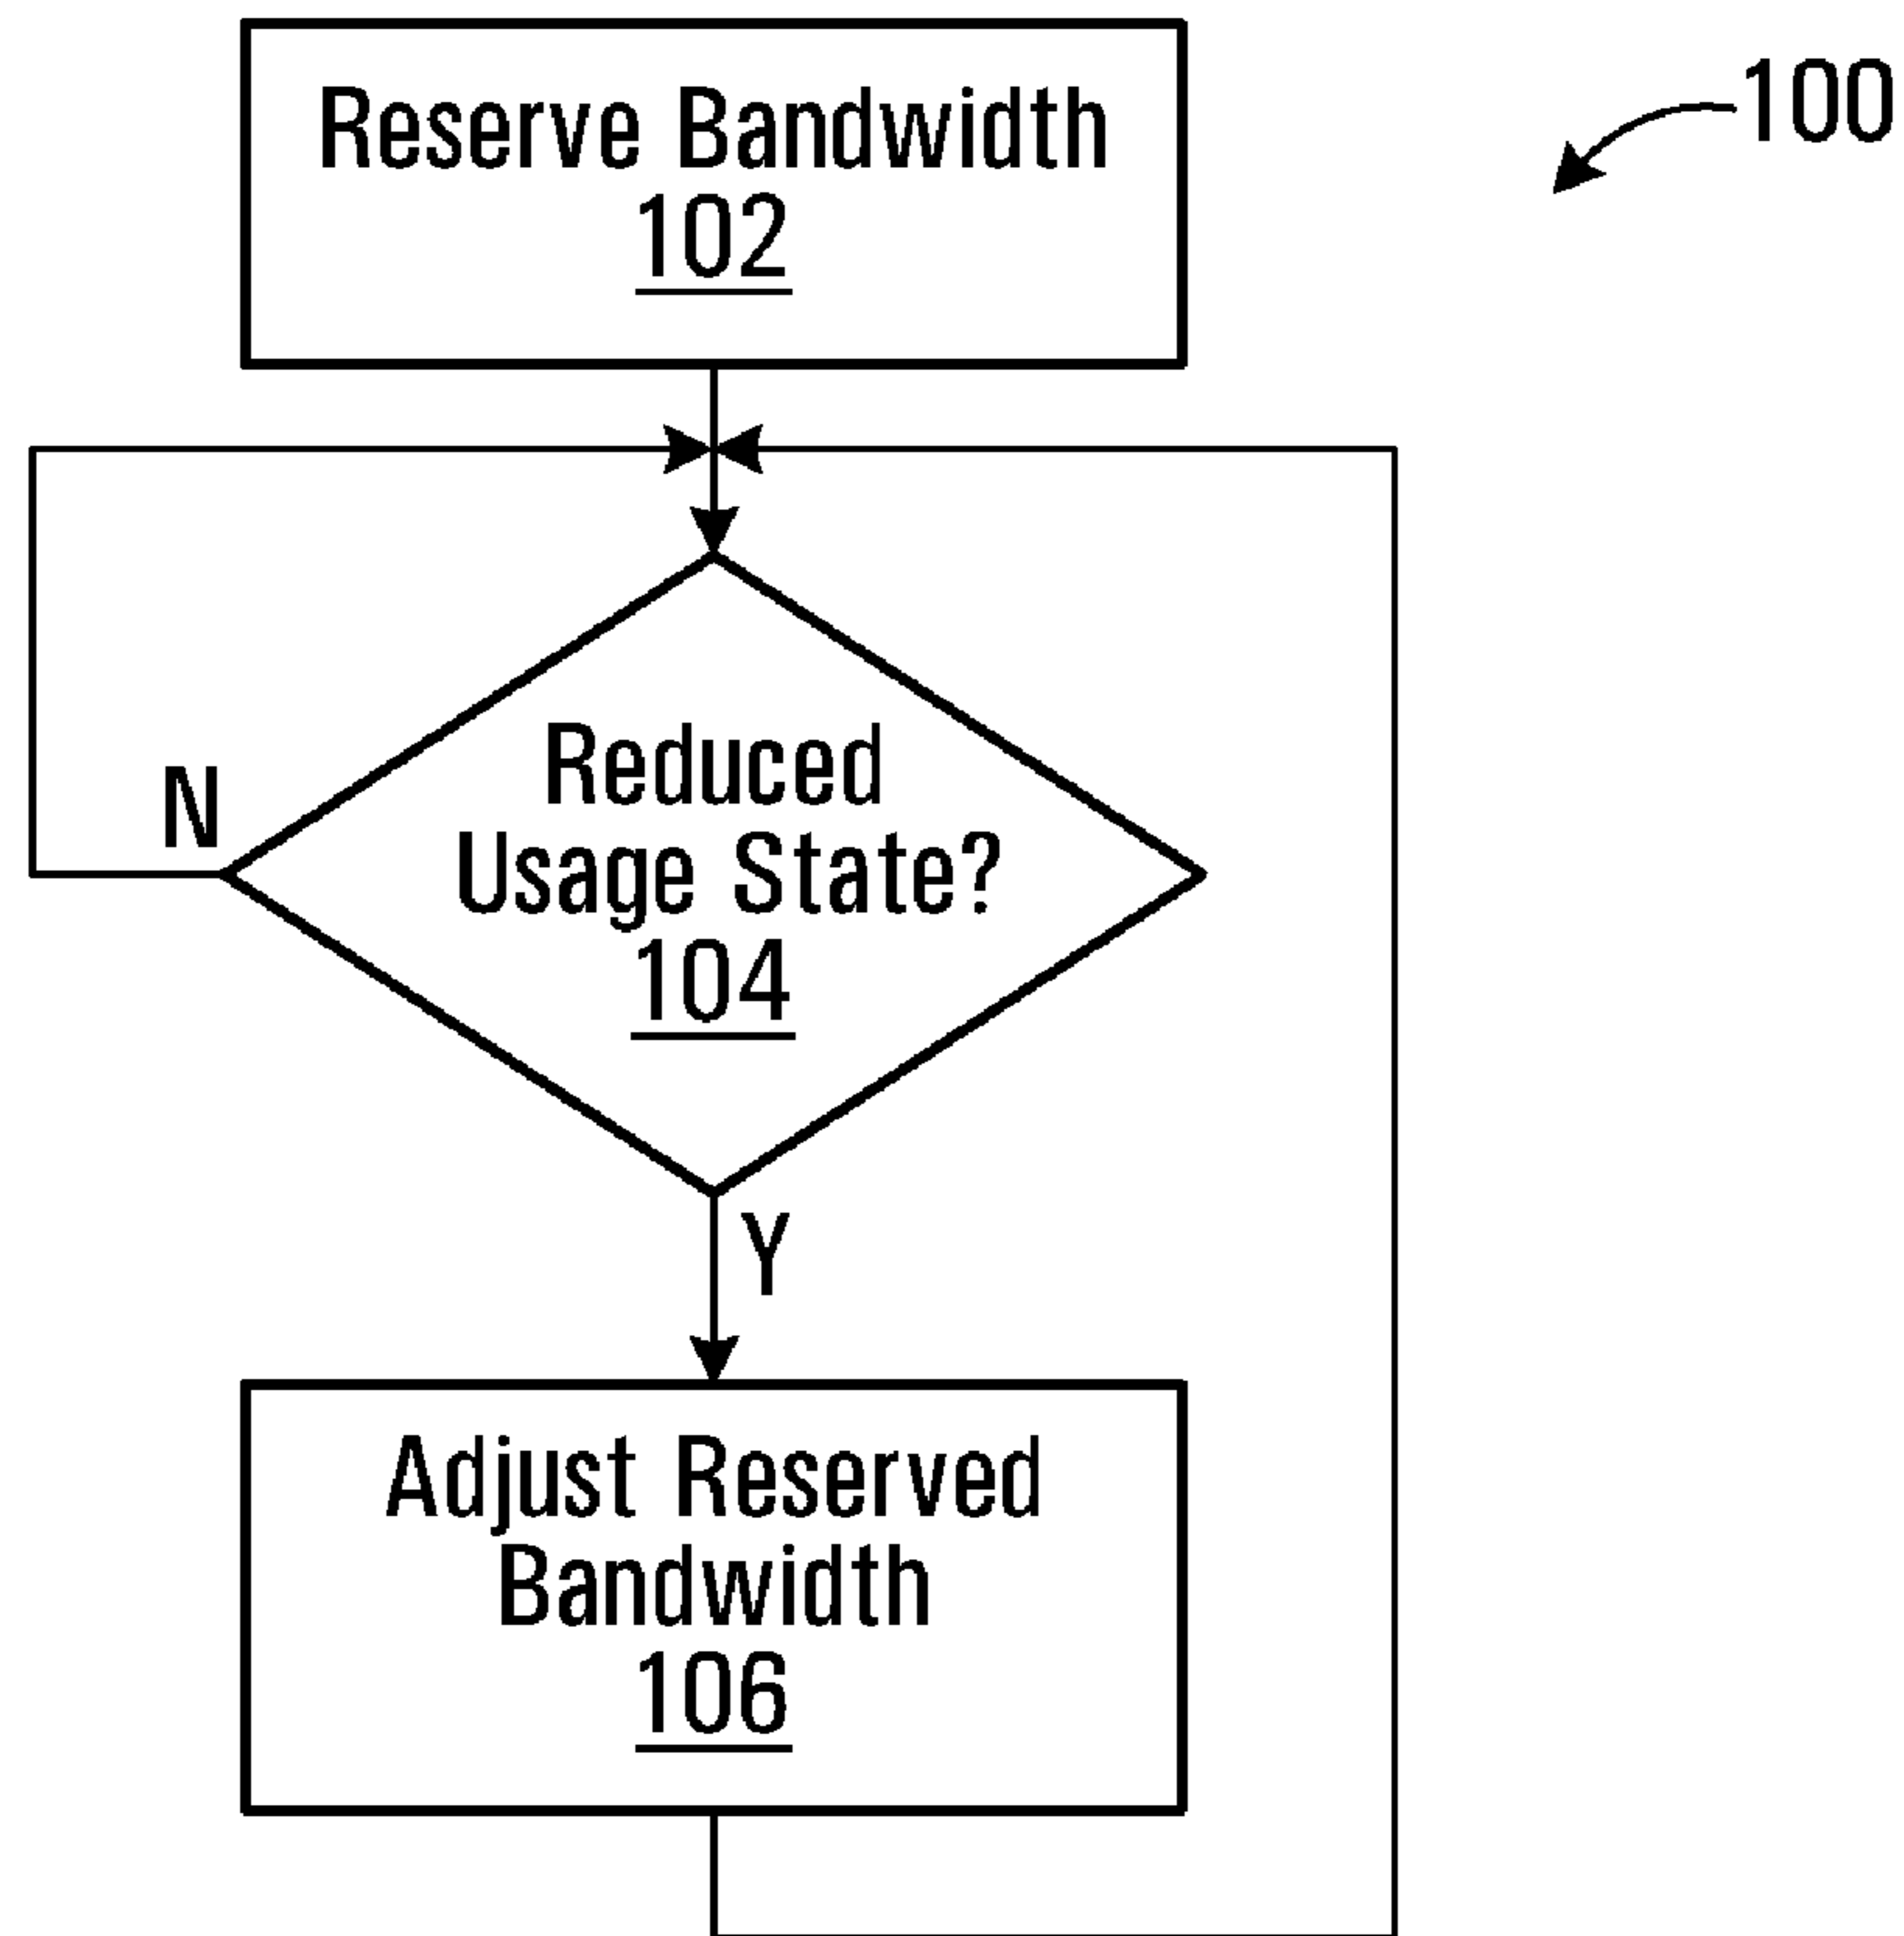 Reserve Bandwidth
102
100
Reduced
Usage State?
104
N
Y
Adjust Reserved
Bandwidth
106